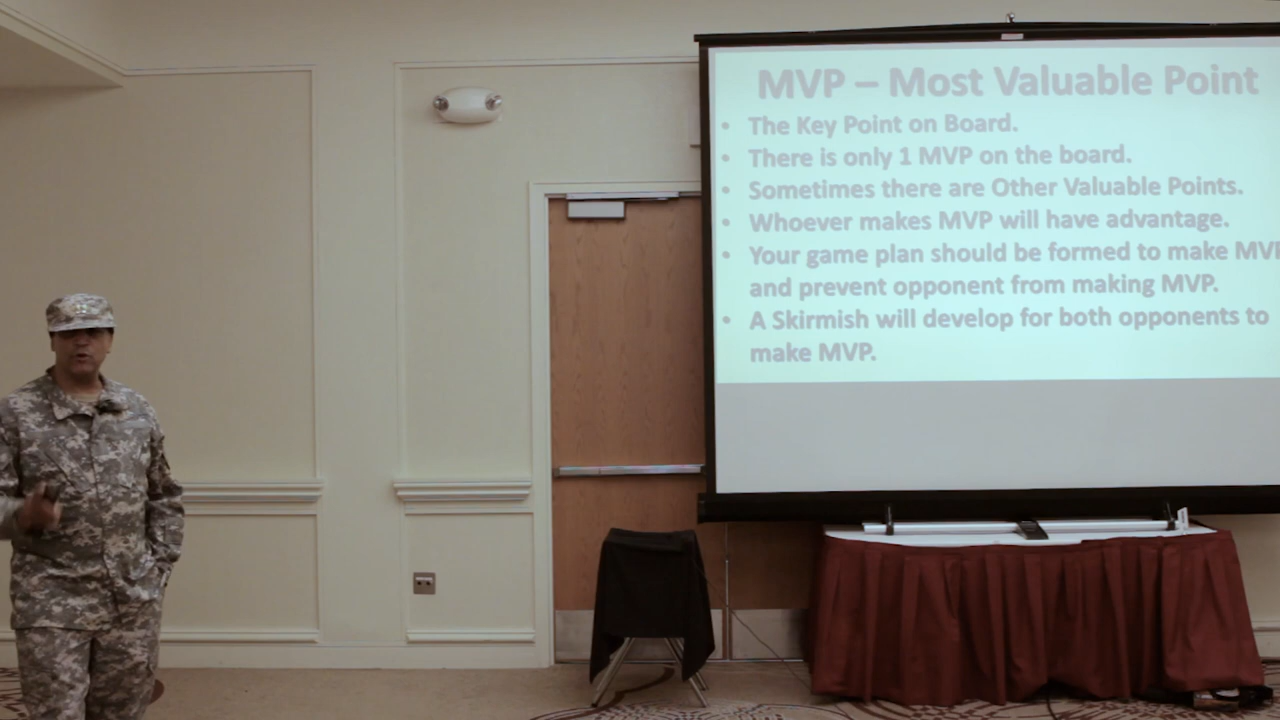 MVP – Most Valuable Point
• The Key Point on Board.
• There is only 1 MVP on the board.
• Sometimes there are Other Valuable Points.
• Whoever makes MVP will have advantage.
• Your game plan should be formed to make MVP
and prevent opponent from making MVP.
• A Skirmish will develop for both opponents to
make MVP.